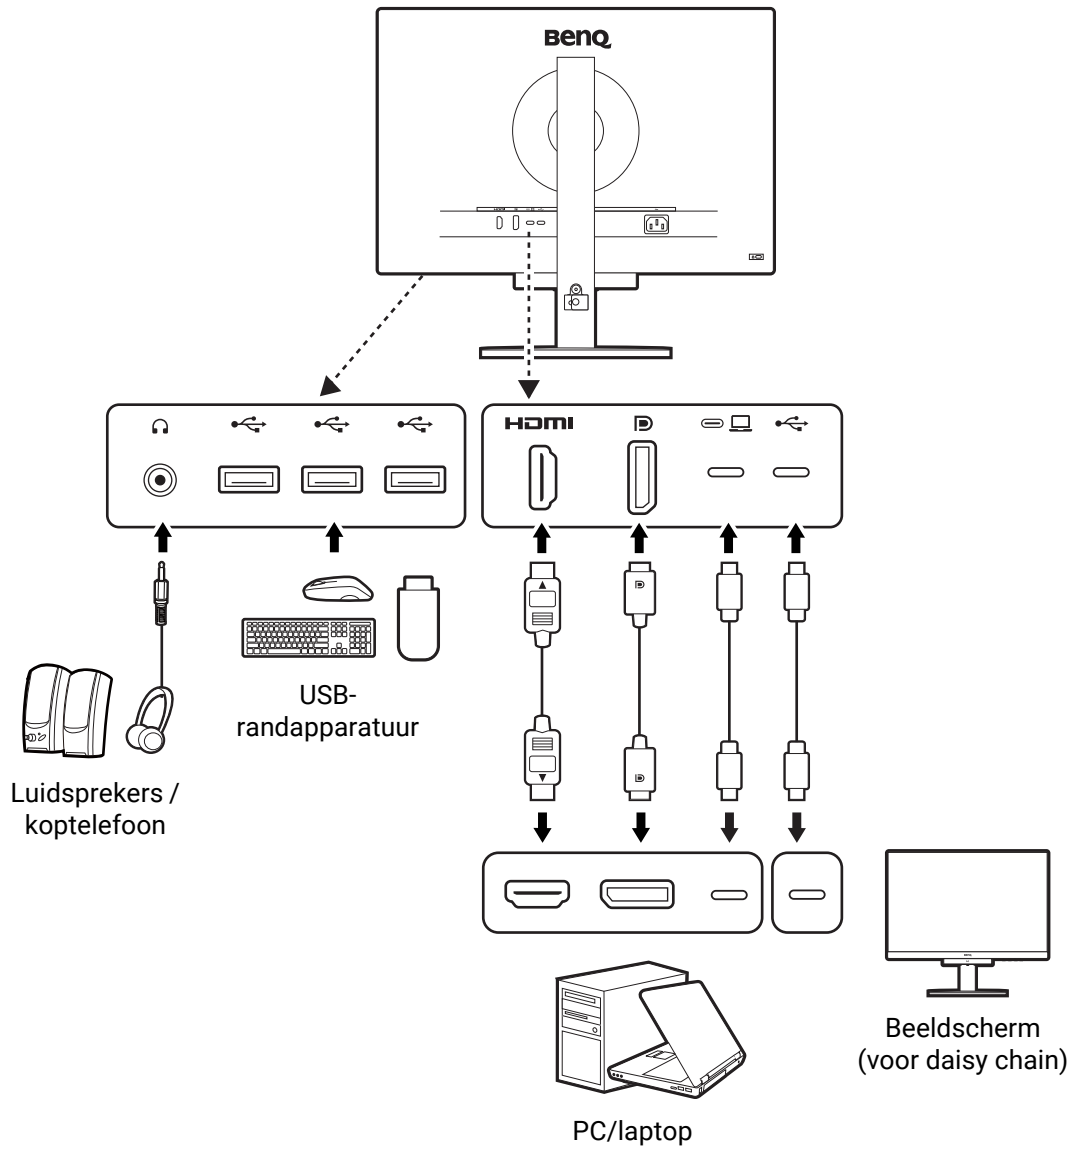 BenQ
HDMI
USB-
randapparatuur
Luidsprekers /
koptelefoon
Beeldscherm
(voor daisy chain)
PC/laptop